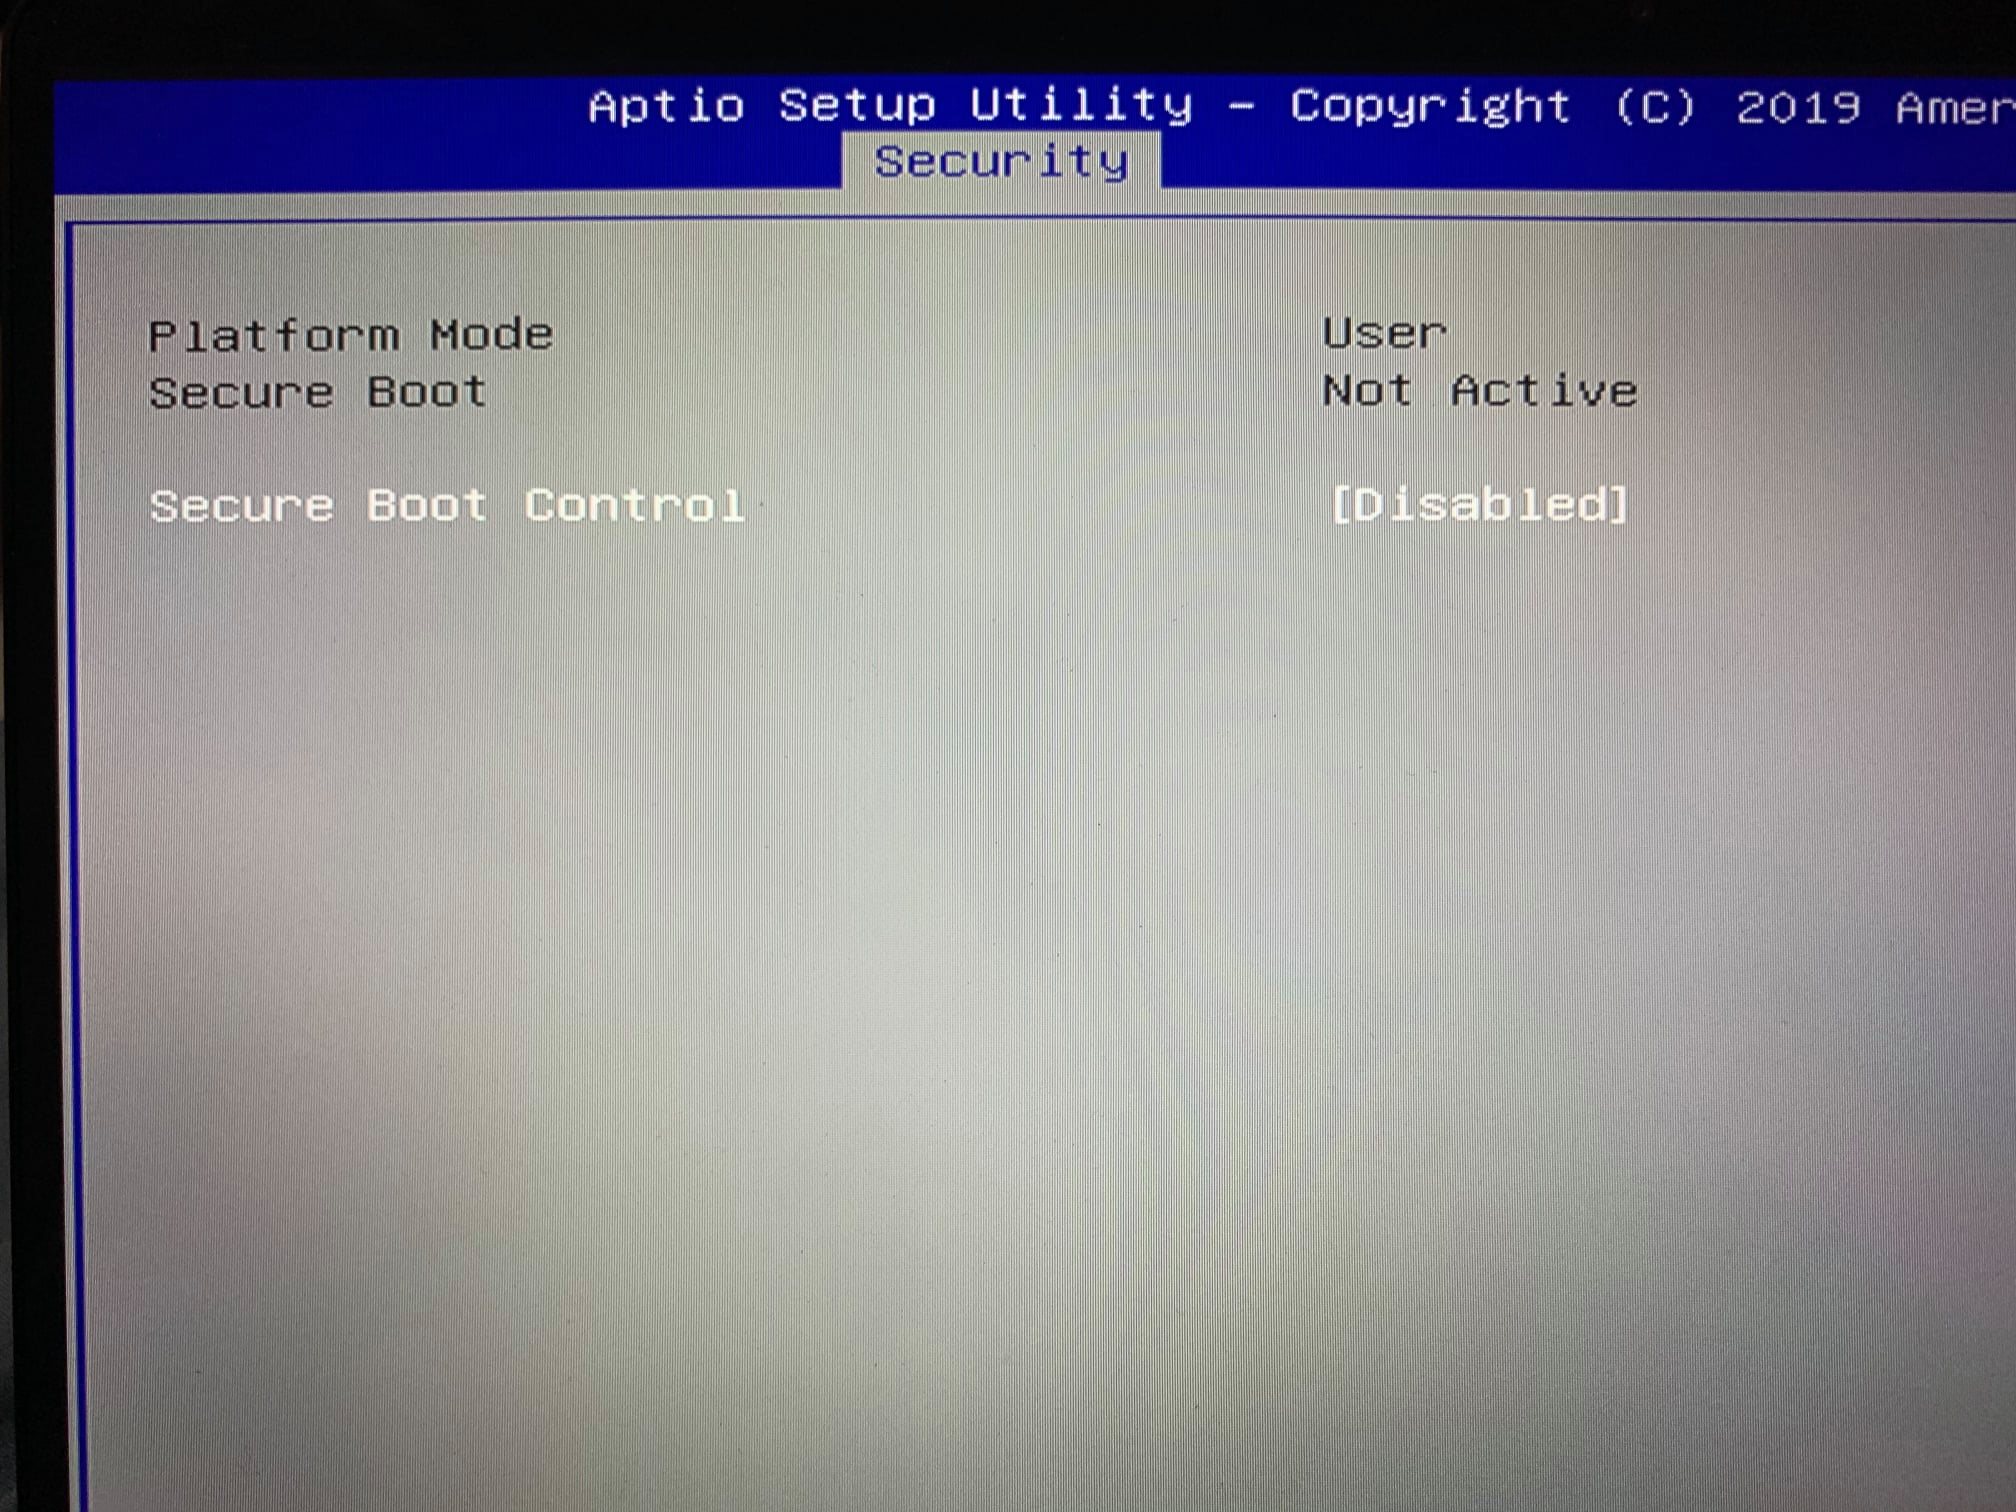 Aptio Setup Utility – Copyright (C) 2019 Amer
Security
Platform Mode User
Secure Boot Not Active
Secure Boot Control [Disabled]